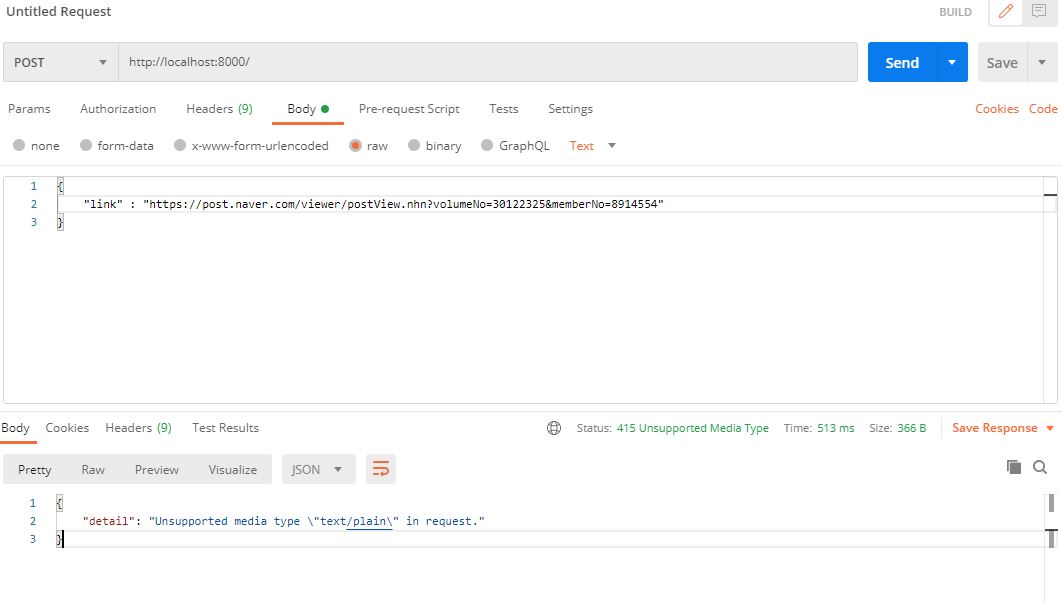 Untitled Request BUILD
POST http://localhost:8000/ Send Save
Params Authorization Headers (9) Body Pre-request Script Tests Settings Cookies Code
none form-data x-www-form-urlencoded raw binary GraphQL Text
1 {
2 "link" : "https://post.naver.com/viewer/postView.nhn?volumeNo=30122325&memberNo=8914554"
3 }
Body Cookies Headers (9) Test Results Status: 415 Unsupported Media Type Time: 513 ms Size: 366 B Save Response
Pretty Raw Preview Visualize JSON
1 {
2 "detail": "Unsupported media type \"text/plain\" in request."
3 }